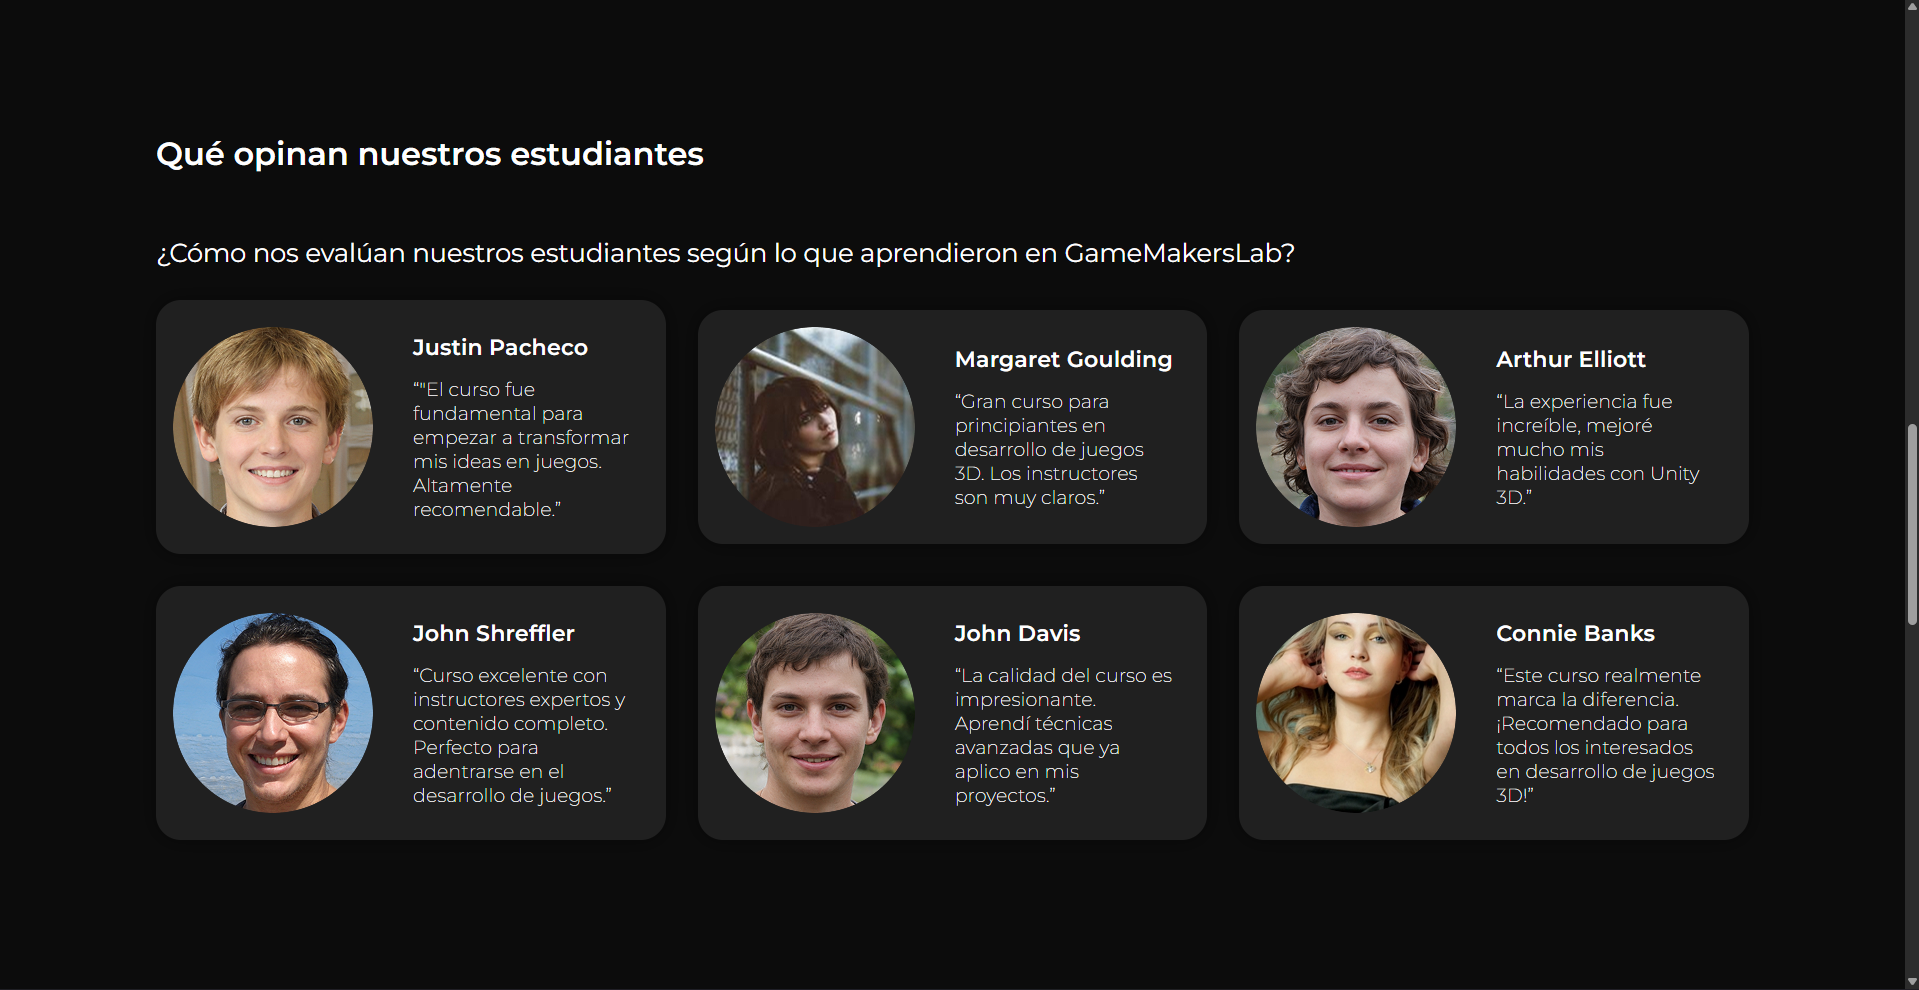 Qué opinan nuestros estudiantes
¿Cómo nos evalúan nuestros estudiantes según lo que aprendieron en GameMakersLab?
Justin Pacheco
“"El curso fue
fundamental para
empezar a transformar
mis ideas en juegos.
Altamente
recomendable.”
Margaret Goulding
“Gran curso para
principiantes en
desarrollo de juegos
3D. Los instructores
son muy claros.”
Arthur Elliott
“La experiencia fue
increíble, mejoré
mucho mis
habilidades con Unity
3D.”
John Shreffler
“Curso excelente con
instructores expertos y
contenido completo.
Perfecto para
adentrarse en el
desarrollo de juegos.”
John Davis
“La calidad del curso es
impresionante.
Aprendí técnicas
avanzadas que ya
aplico en mis
proyectos.”
Connie Banks
“Este curso realmente
marca la diferencia.
¡Recomendado para
todos los interesados
en desarrollo de juegos
3D!”